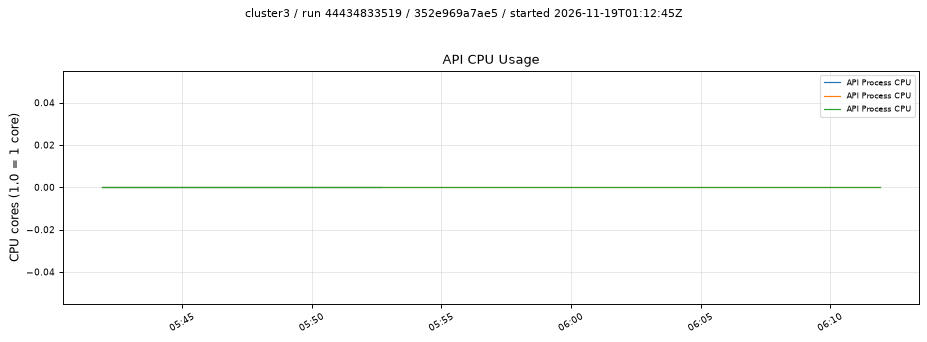 cluster3 / run 44434833519 / 352e969a7ae5 / started 2026-11-19T01:12:45Z
API CPU Usage
API Process CPU
API Process CPU
API Process CPU
CPU cores (1.0 = 1 core)
0.04
0.02
0.00
−0.02
−0.04
05:45
05:50
05:55
06:00
06:05
06:10